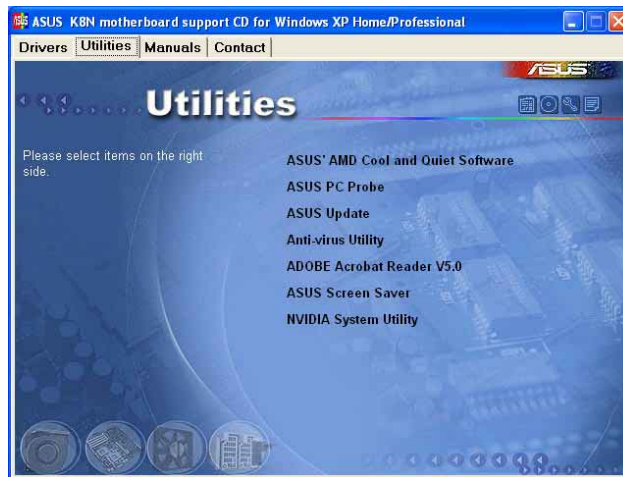 ASUS K8N motherboard support CD for Windows XP Home/Professional
Drivers Utilities Manuals Contact
ASUS
Utilities
Please select items on the right
side.
ASUS' AMD Cool and Quiet Software
ASUS PC Probe
ASUS Update
Anti-virus Utility
ADOBE Acrobat Reader V5.0
ASUS Screen Saver
NVIDIA System Utility